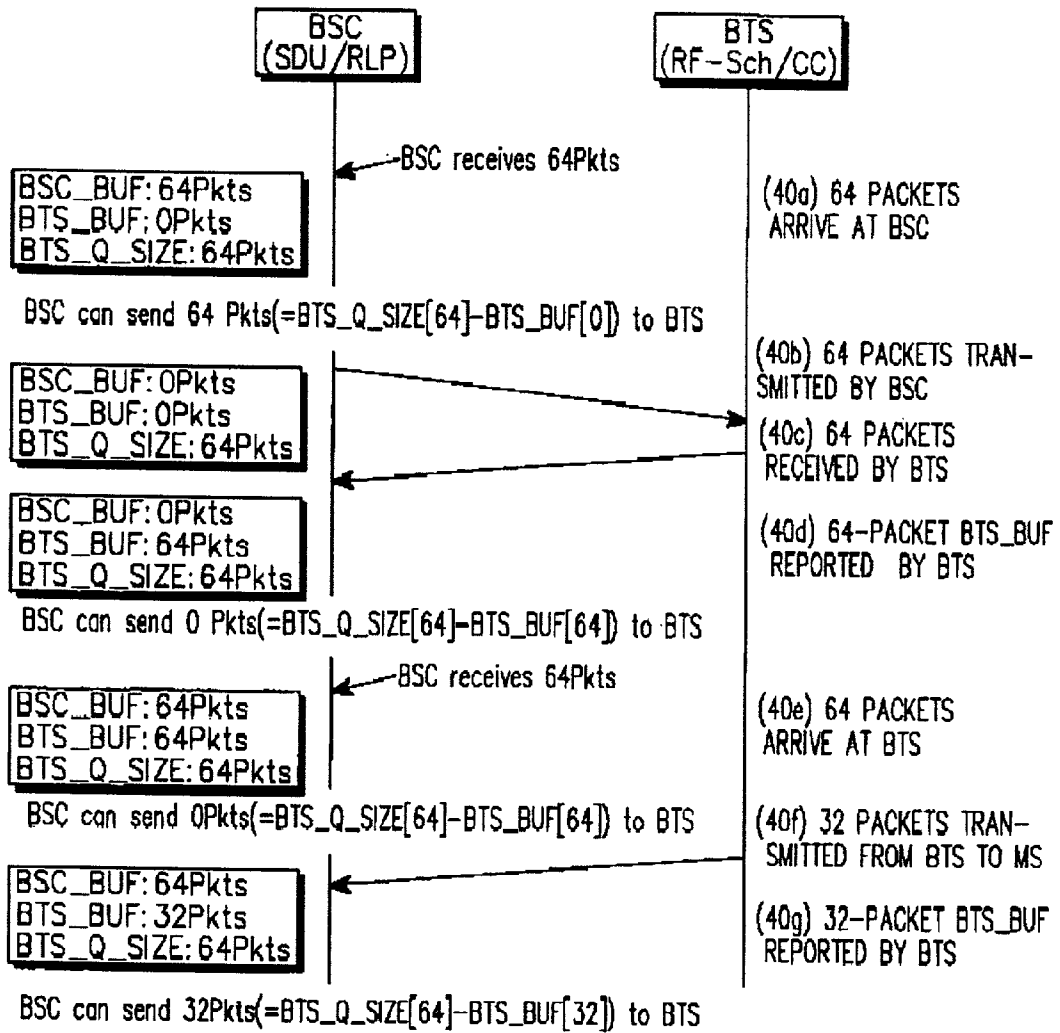 BSC
(SDU/RLP)
BTS
(RF-Sch/CC)
BSC receives 64Pkts
BSC_BUF:64Pkts
BTS_BUF:0Pkts
BTS_Q_SIZE:64Pkts
(40a) 64 PACKETS
ARRIVE AT BSC
BSC can send 64 Pkts(=BTS_Q_SIZE[64]-BTS_BUF[0]) to BTS
(40b) 64 PACKETS TRAN-
SMITTED BY BSC
BSC_BUF:0Pkts
BTS_BUF:0Pkts
BTS_Q_SIZE:64Pkts
(40c) 64 PACKETS
RECEIVED BY BTS
BSC_BUF:0Pkts
BTS_BUF:64Pkts
BTS_Q_SIZE:64Pkts
(40d) 64-PACKET BTS_BUF
REPORTED BY BTS
BSC can send 0 Pkts(=BTS_Q_SIZE[64]-BTS_BUF[64]) to BTS
BSC receives 64Pkts
BSC_BUF:64Pkts
BTS_BUF:64Pkts
BTS_Q_SIZE:64Pkts
(40e) 64 PACKETS
ARRIVE AT BTS
BSC can send 0Pkts(=BTS_Q_SIZE[64]-BTS_BUF[64]) to BTS
(40f) 32 PACKETS TRAN-
SMITTED FROM BTS TO MS
BSC_BUF:64Pkts
BTS_BUF:32Pkts
BTS_Q_SIZE:64Pkts
(40g) 32-PACKET BTS_BUF
REPORTED BY BTS
BSC can send 32Pkts(=BTS_Q_SIZE[64]-BTS_BUF[32]) to BTS